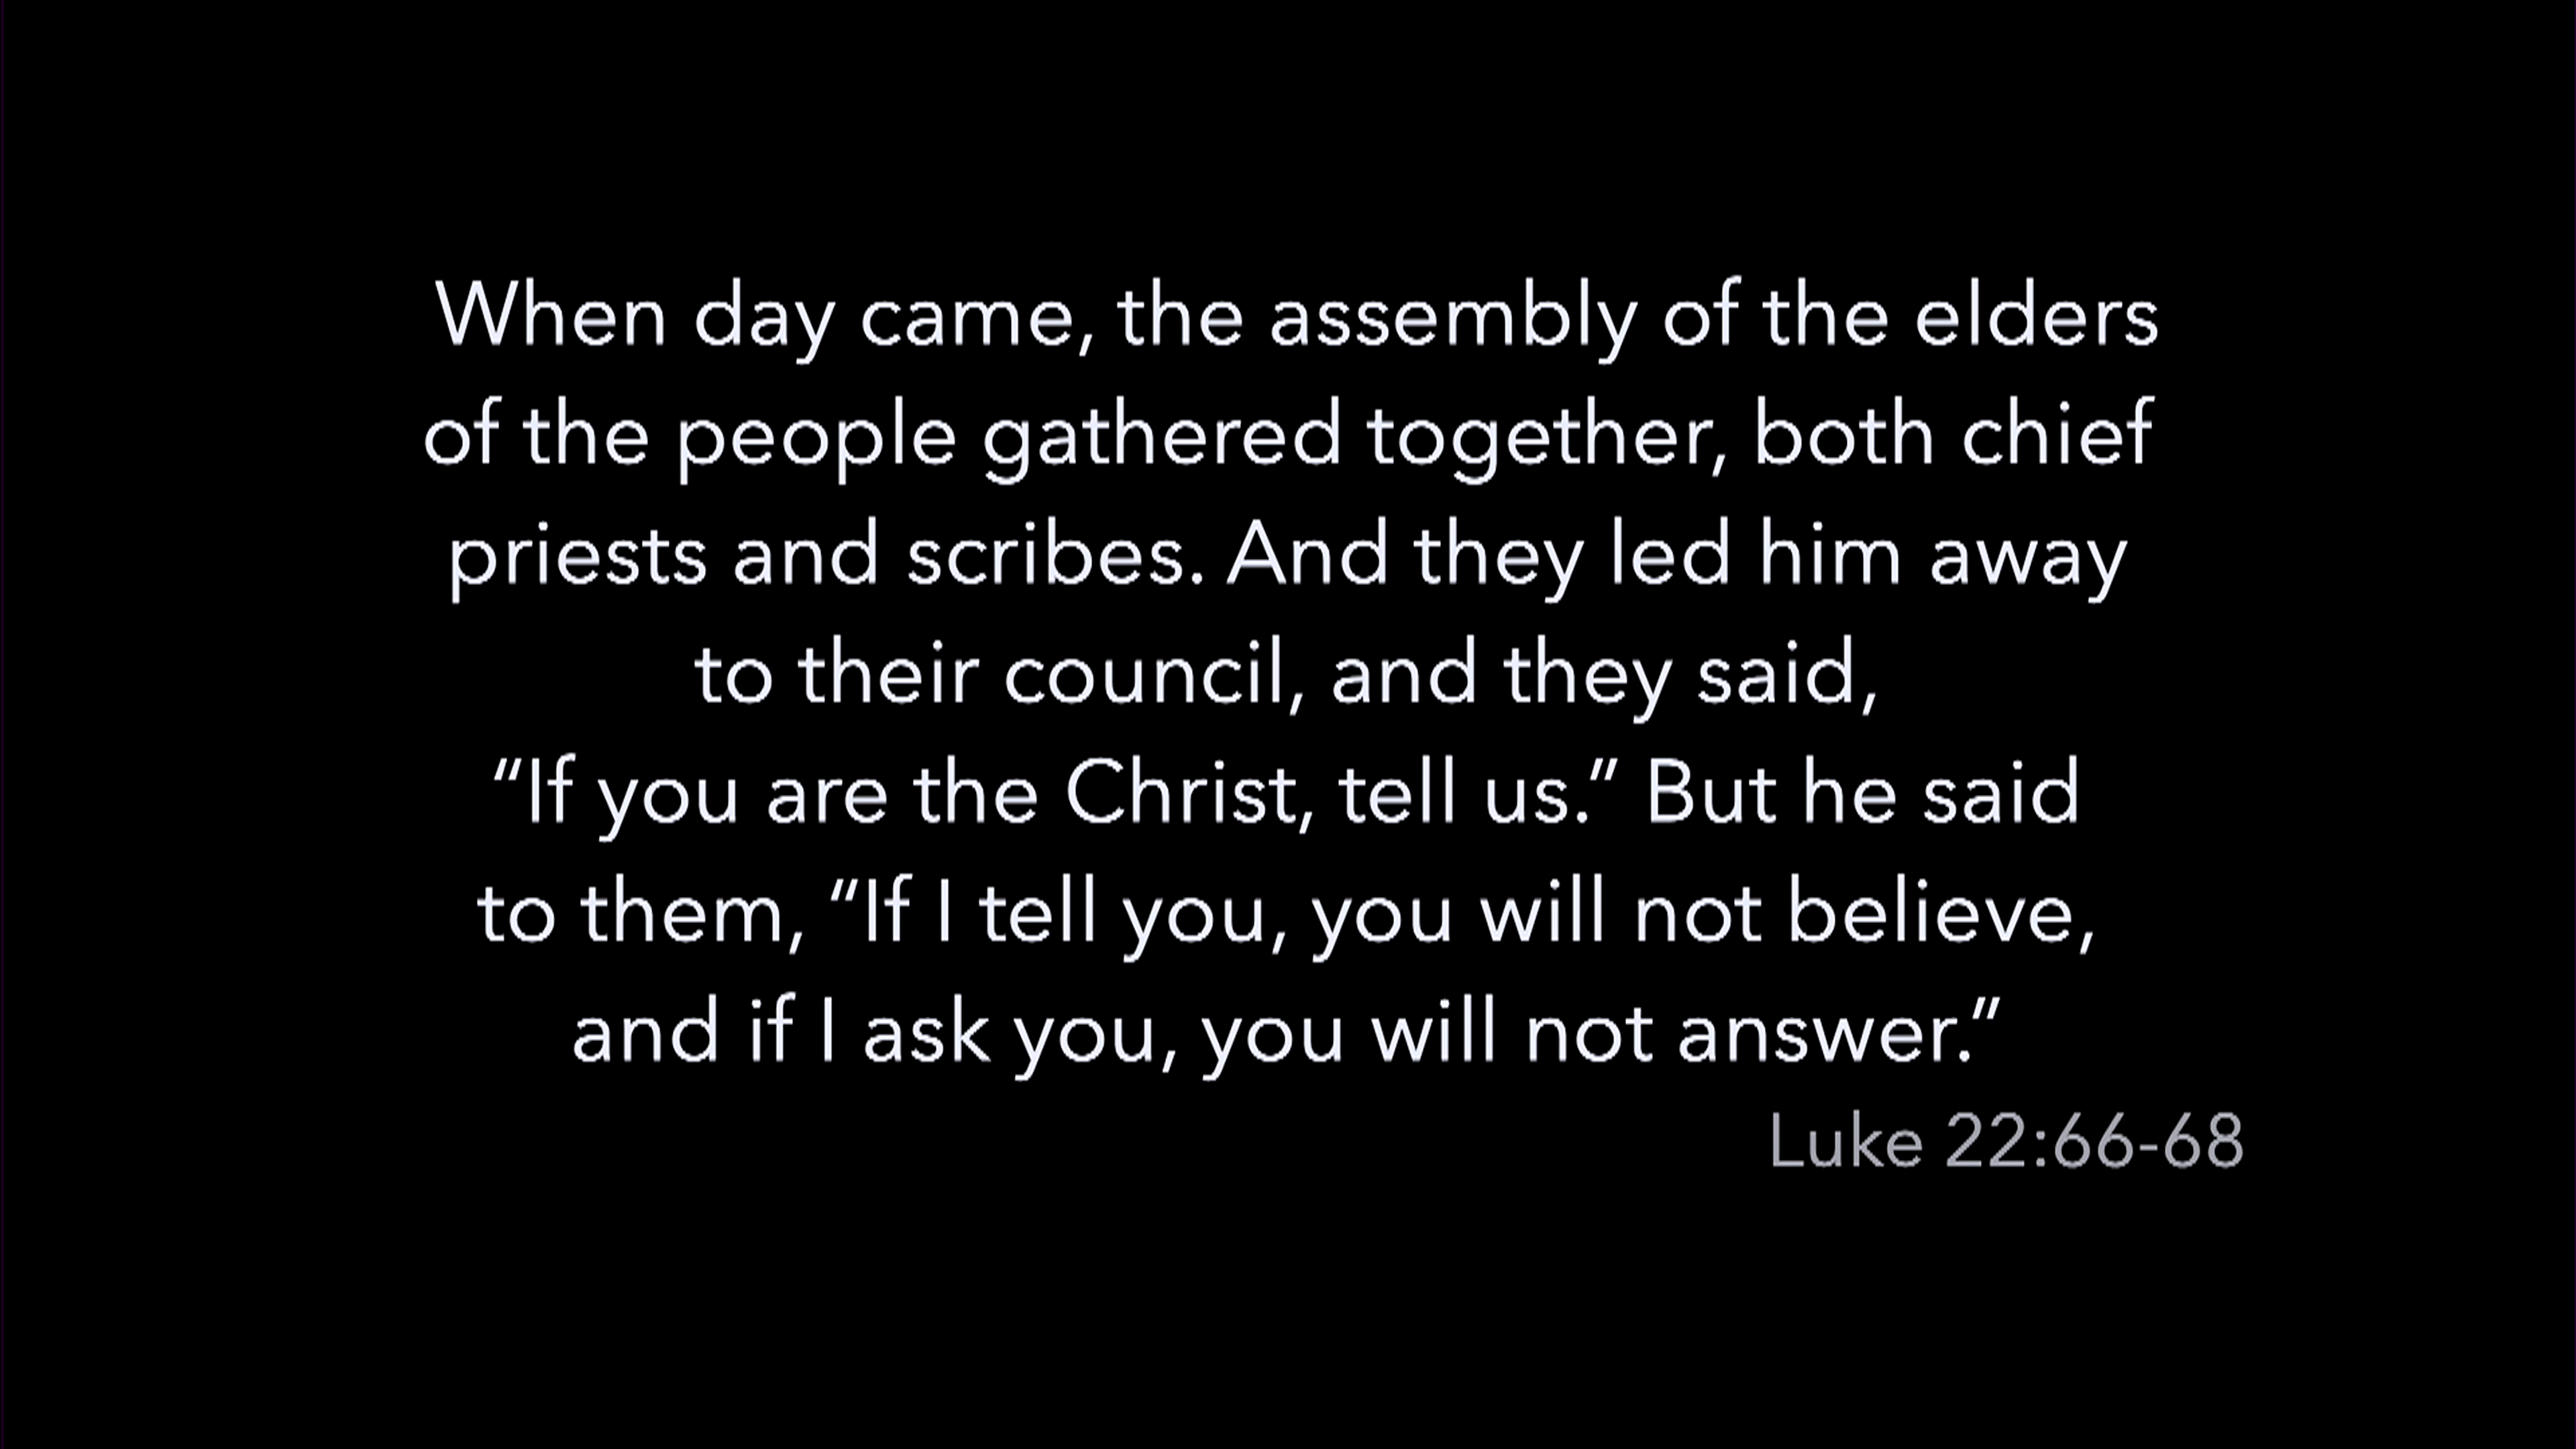 When day came, the assembly of the elders
of the people gathered together, both chief
priests and scribes. And they led him away
to their council, and they said,
“If you are the Christ, tell us.” But he said
to them, “If I tell you, you will not believe,
and if I ask you, you will not answer.”
Luke 22:66-68